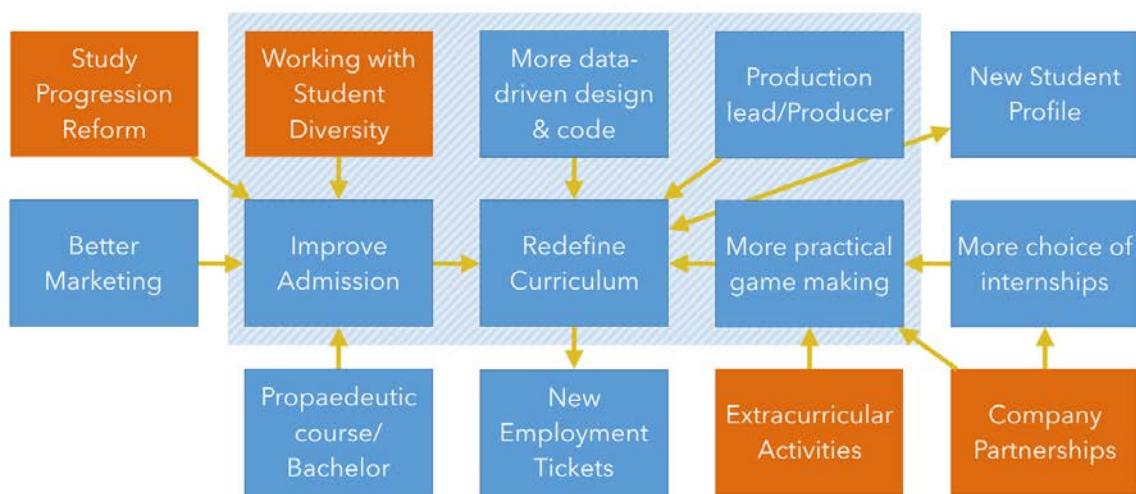 Study
Progression
Reform
Working with
Student
Diversity
More data-
driven design
& code
Production
lead/Producer
New Student
Profile
Better
Marketing
Improve
Admission
Redefine
Curriculum
More practical
game making
More choice of
internships
Propaedeutic
course/
Bachelor
New
Employment
Tickets
Extracurricular
Activities
Company
Partnerships